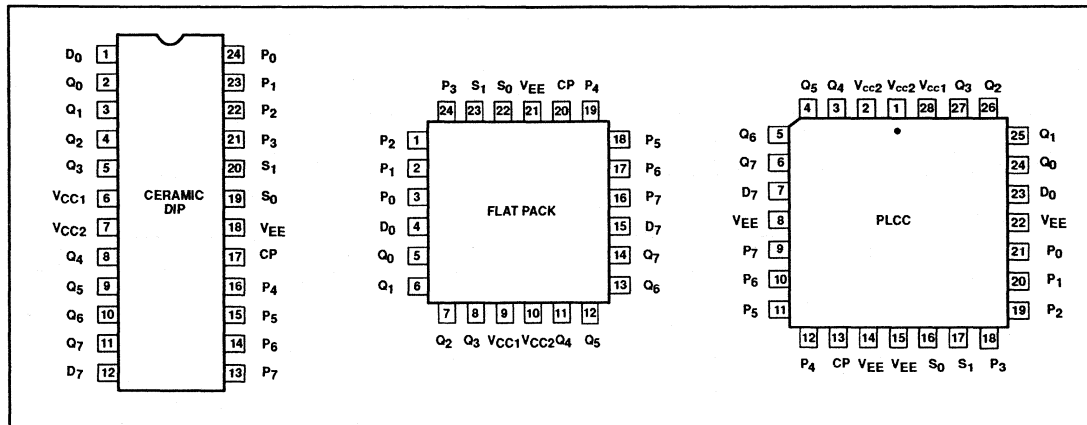 D0 1 24 P0
Q0 2 23 P1
Q1 3 22 P2
Q2 4 21 P3
Q3 5 20 S1
VCC1 6 19 S0
VCC2 7 18 VEE
Q4 8 17 CP
Q5 9 16 P4
Q6 10 15 P5
Q7 11 14 P6
D7 12 13 P7
CERAMIC
DIP
P3 S1 S0 VEE CP P4
24 23 22 21 20 19
P2 1 18 P5
P1 2 17 P6
P0 3 16 P7
D0 4 15 D7
Q0 5 14 Q7
Q1 6 13 Q6
FLAT PACK
7 8 9 10 11 12
Q2 Q3 VCC1 VCC2 Q4 Q5
Q5 Q4 Vcc2 Vcc2 Vcc1 Q3 Q2
4 3 2 1 28 27 26
Q6 5 25 Q1
Q7 6 24 Q0
D7 7 23 D0
VEE 8 22 VEE
P7 9 21 P0
P6 10 20 P1
P5 11 19 P2
PLCC
12 13 14 15 16 17 18
P4 CP VEE VEE S0 S1 P3